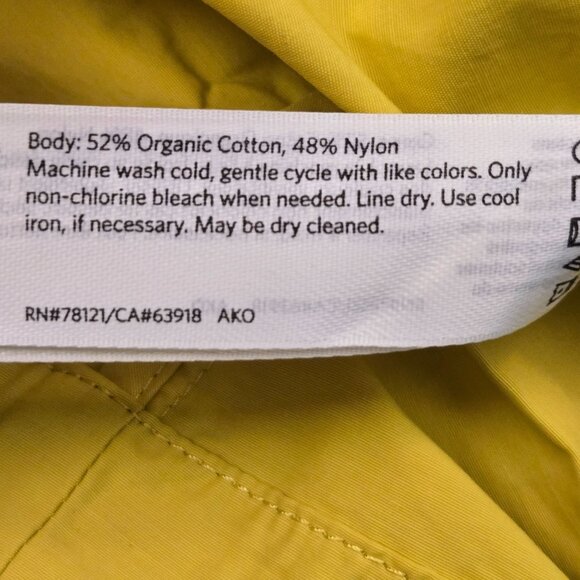 Body: 52% Organic Cotton, 48% Nylon
Machine wash cold, gentle cycle with like colors. Only
non-chlorine bleach when needed. Line dry. Use cool
iron, if necessary. May be dry cleaned.
RN#78121/CA#63918 AKO